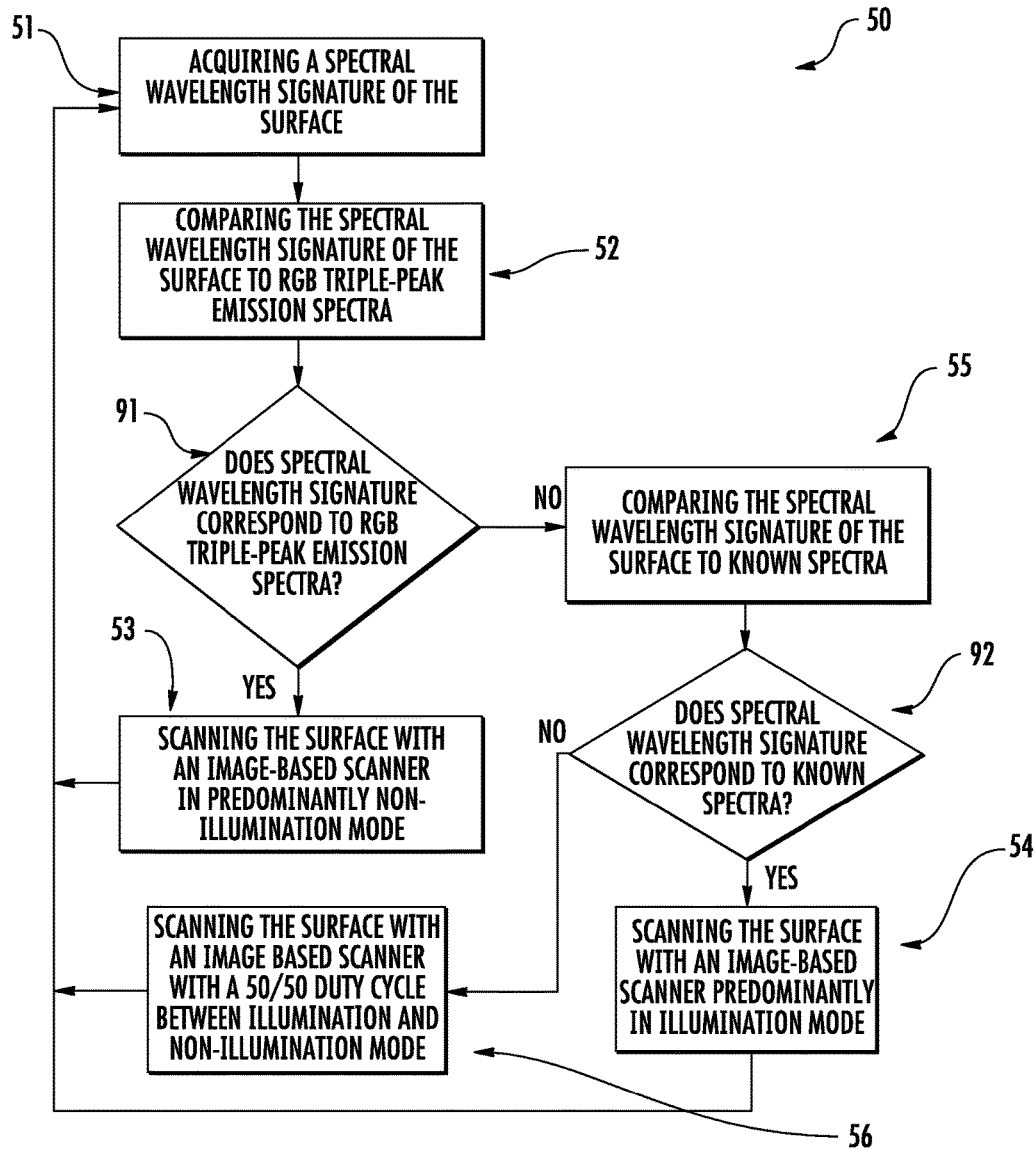 51
50
ACQUIRING A SPECTRAL
WAVELENGTH SIGNATURE OF THE
SURFACE
COMPARING THE SPECTRAL
WAVELENGTH SIGNATURE OF THE
SURFACE TO RGB TRIPLE-PEAK
EMISSION SPECTRA
52
91
DOES SPECTRAL
WAVELENGTH SIGNATURE
CORRESPOND TO RGB
TRIPLE-PEAK EMISSION
SPECTRA?
NO
55
COMPARING THE SPECTRAL
WAVELENGTH SIGNATURE OF THE
SURFACE TO KNOWN SPECTRA
53
YES
SCANNING THE SURFACE WITH
AN IMAGE-BASED SCANNER
IN PREDOMINANTLY NON-
ILLUMINATION MODE
92
NO
DOES SPECTRAL
WAVELENGTH SIGNATURE
CORRESPOND TO KNOWN
SPECTRA?
YES
54
SCANNING THE SURFACE WITH
AN IMAGE BASED SCANNER
WITH A 50/50 DUTY CYCLE
BETWEEN ILLUMINATION AND
NON-ILLUMINATION MODE
SCANNING THE SURFACE
WITH AN IMAGE-BASED
SCANNER PREDOMINANTLY
IN ILLUMINATION MODE
56